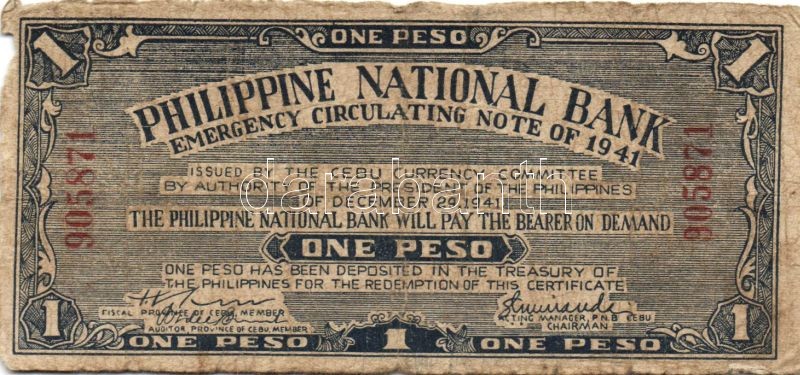 1 ONE PESO 1
PHILIPPINE NATIONAL BANK
EMERGENCY CIRCULATING NOTE OF 1941
905871
905871
ISSUED BY THE CEBU CURRENCY COMMITTEE
BY AUTHORITY OF THE PRESIDENT OF THE PHILIPPINES
OF DECEMBER 29, 1941
darabanth
THE PHILIPPINE NATIONAL BANK WILL PAY THE BEARER ON DEMAND
ONE PESO
ONE PESO HAS BEEN DEPOSITED IN THE TREASURY OF
THE PHILIPPINES FOR THE REDEMPTION OF THIS CERTIFICATE
FISCAL PROVINCE OF CEBU, MEMBER
AUDITOR, PROVINCE OF CEBU, MEMBER
ACTING MANAGER, P.N.B CEBU
CHAIRMAN
1 ONE PESO 1 ONE PESO 1